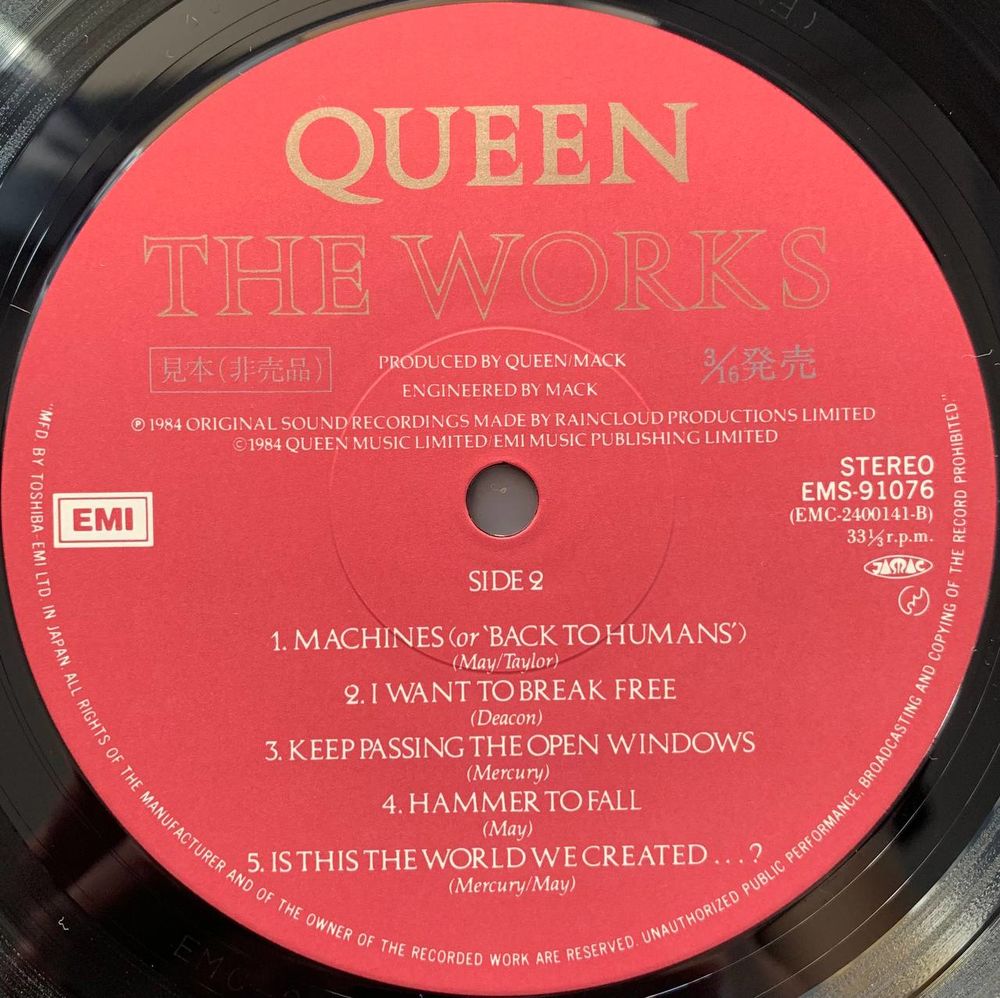 QUEEN
THE WORKS
見本(非売品)
PRODUCED BY QUEEN/MACK
3/16発売
ENGINEERED BY MACK
Ⓟ 1984 ORIGINAL SOUND RECORDINGS MADE BY RAINCLOUD PRODUCTIONS LIMITED
©1984 QUEEN MUSIC LIMITED/EMI MUSIC PUBLISHING LIMITED
EMI
STEREO
EMS-91076
(EMC-2400141-B)
33⅓ r.p.m.
JASRAC
SIDE 2
1. MACHINES (or 'BACK TO HUMANS')
(May/Taylor)
2. I WANT TO BREAK FREE
(Deacon)
3. KEEP PASSING THE OPEN WINDOWS
(Mercury)
4. HAMMER TO FALL
(May)
5. IS THIS THE WORLD WE CREATED...?
(Mercury/May)
"MFD. BY TOSHIBA-EMI LTD. IN JAPAN. ALL RIGHTS OF THE MANUFACTURER AND OF THE OWNER OF THE RECORDED WORK ARE RESERVED. UNAUTHORIZED PUBLIC PERFORMANCE, BROADCASTING AND COPYING OF THE RECORD PROHIBITED"